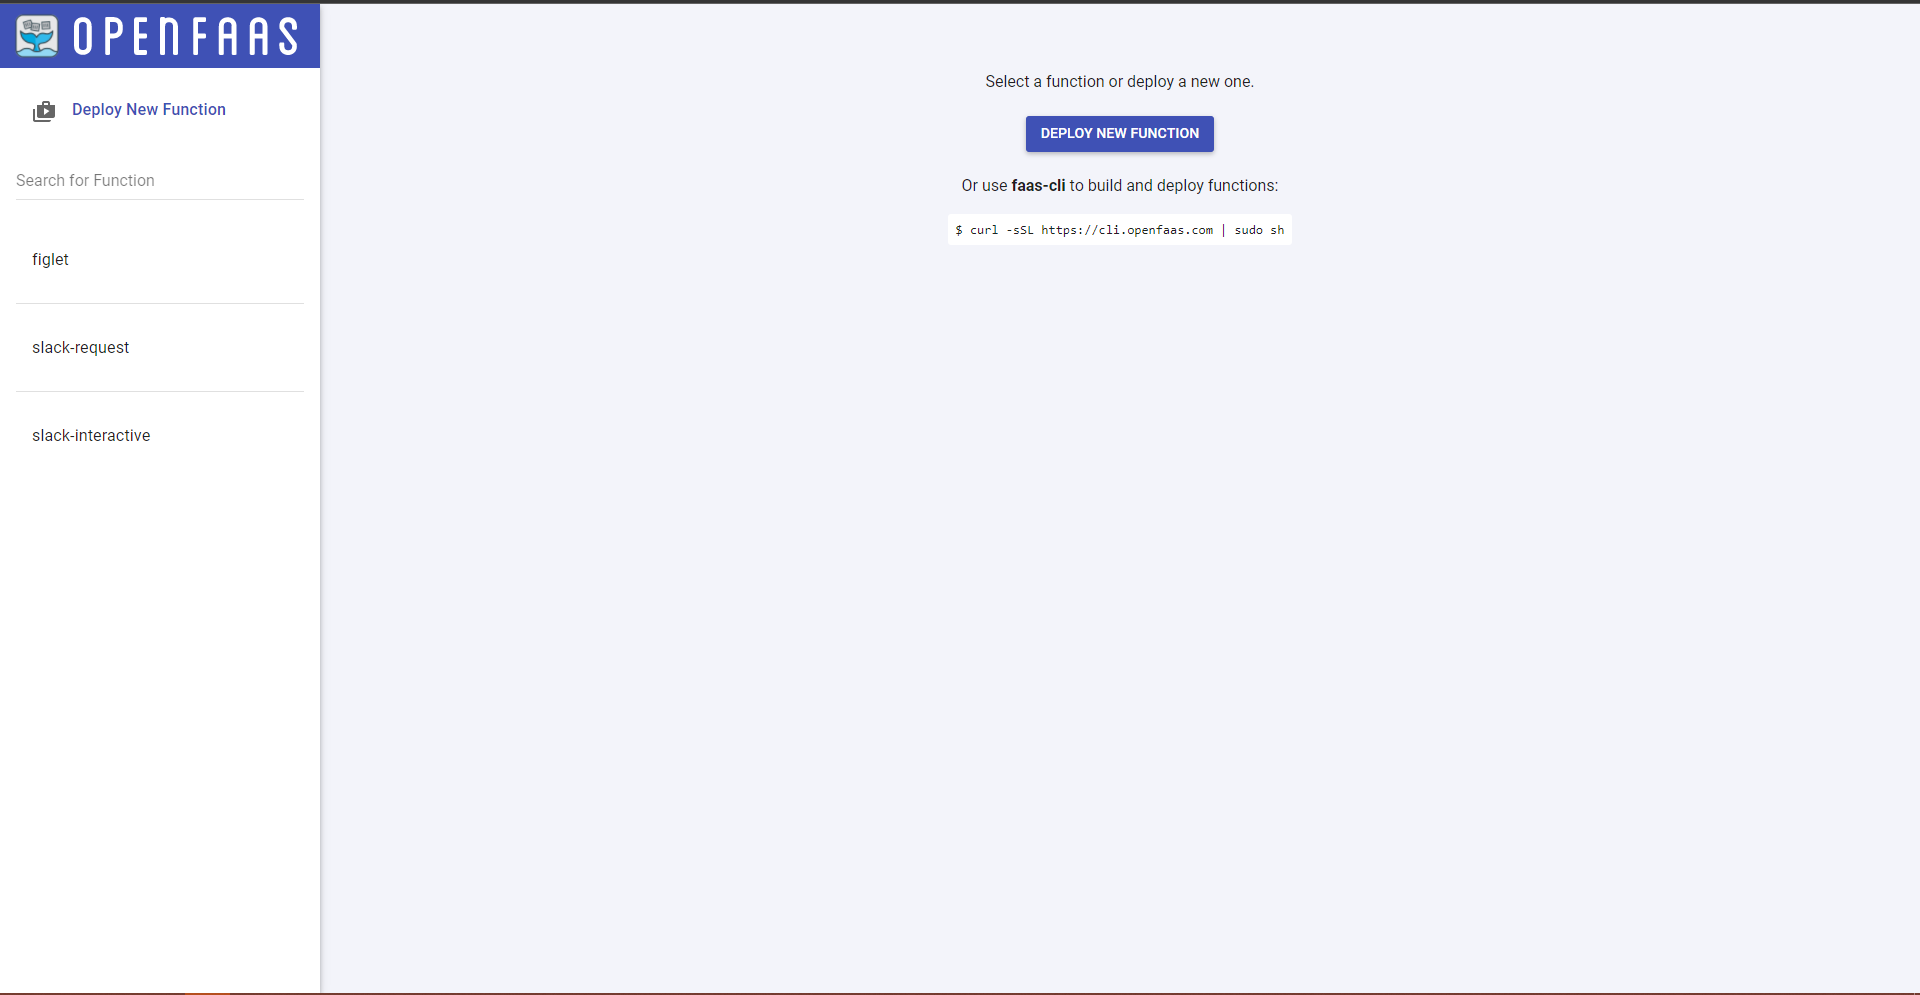 OPENFAAS
Deploy New Function
Search for Function
figlet
slack-request
slack-interactive
Select a function or deploy a new one.
DEPLOY NEW FUNCTION
Or use faas-cli to build and deploy functions:
$ curl -sSL https://cli.openfaas.com | sudo sh